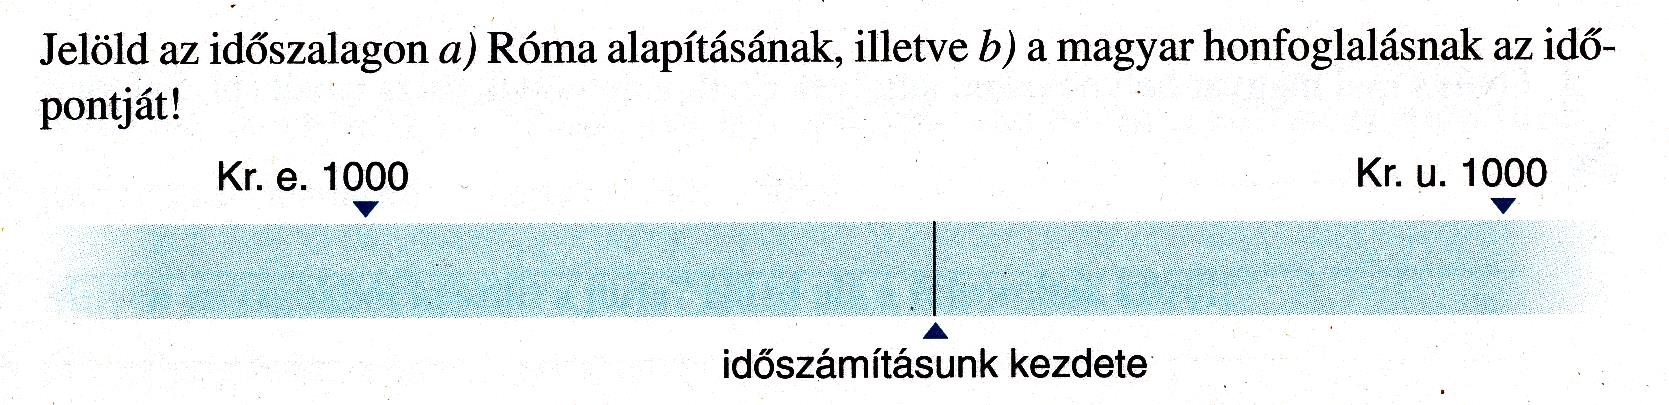 Jelöld az időszalagon a) Róma alapításának, illetve b) a magyar honfoglalásnak az idő-
pontját!
Kr. e. 1000
Kr. u. 1000
időszámításunk kezdete